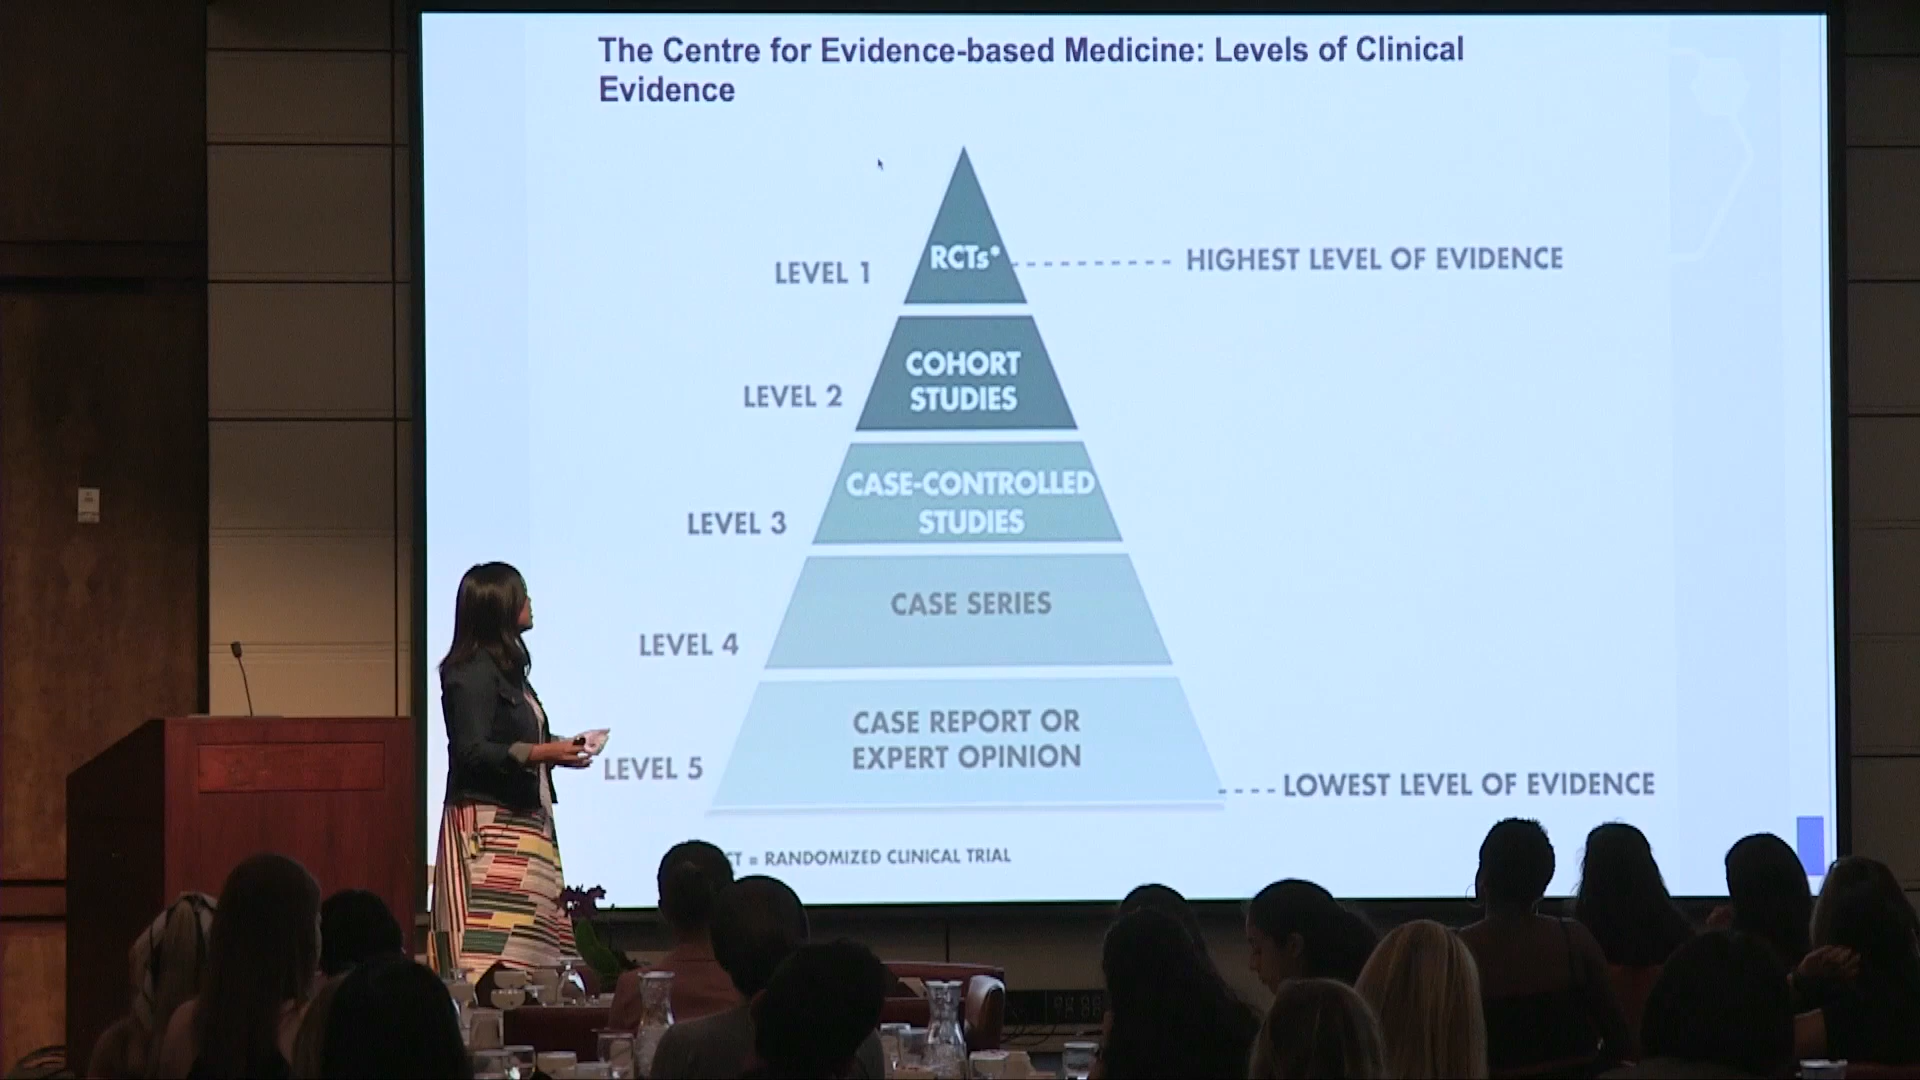 The Centre for Evidence-based Medicine: Levels of Clinical
Evidence
LEVEL 1
RCTs*
HIGHEST LEVEL OF EVIDENCE
LEVEL 2
COHORT
STUDIES
LEVEL 3
CASE-CONTROLLED
STUDIES
LEVEL 4
CASE SERIES
LEVEL 5
CASE REPORT OR
EXPERT OPINION
LOWEST LEVEL OF EVIDENCE
= RANDOMIZED CLINICAL TRIAL